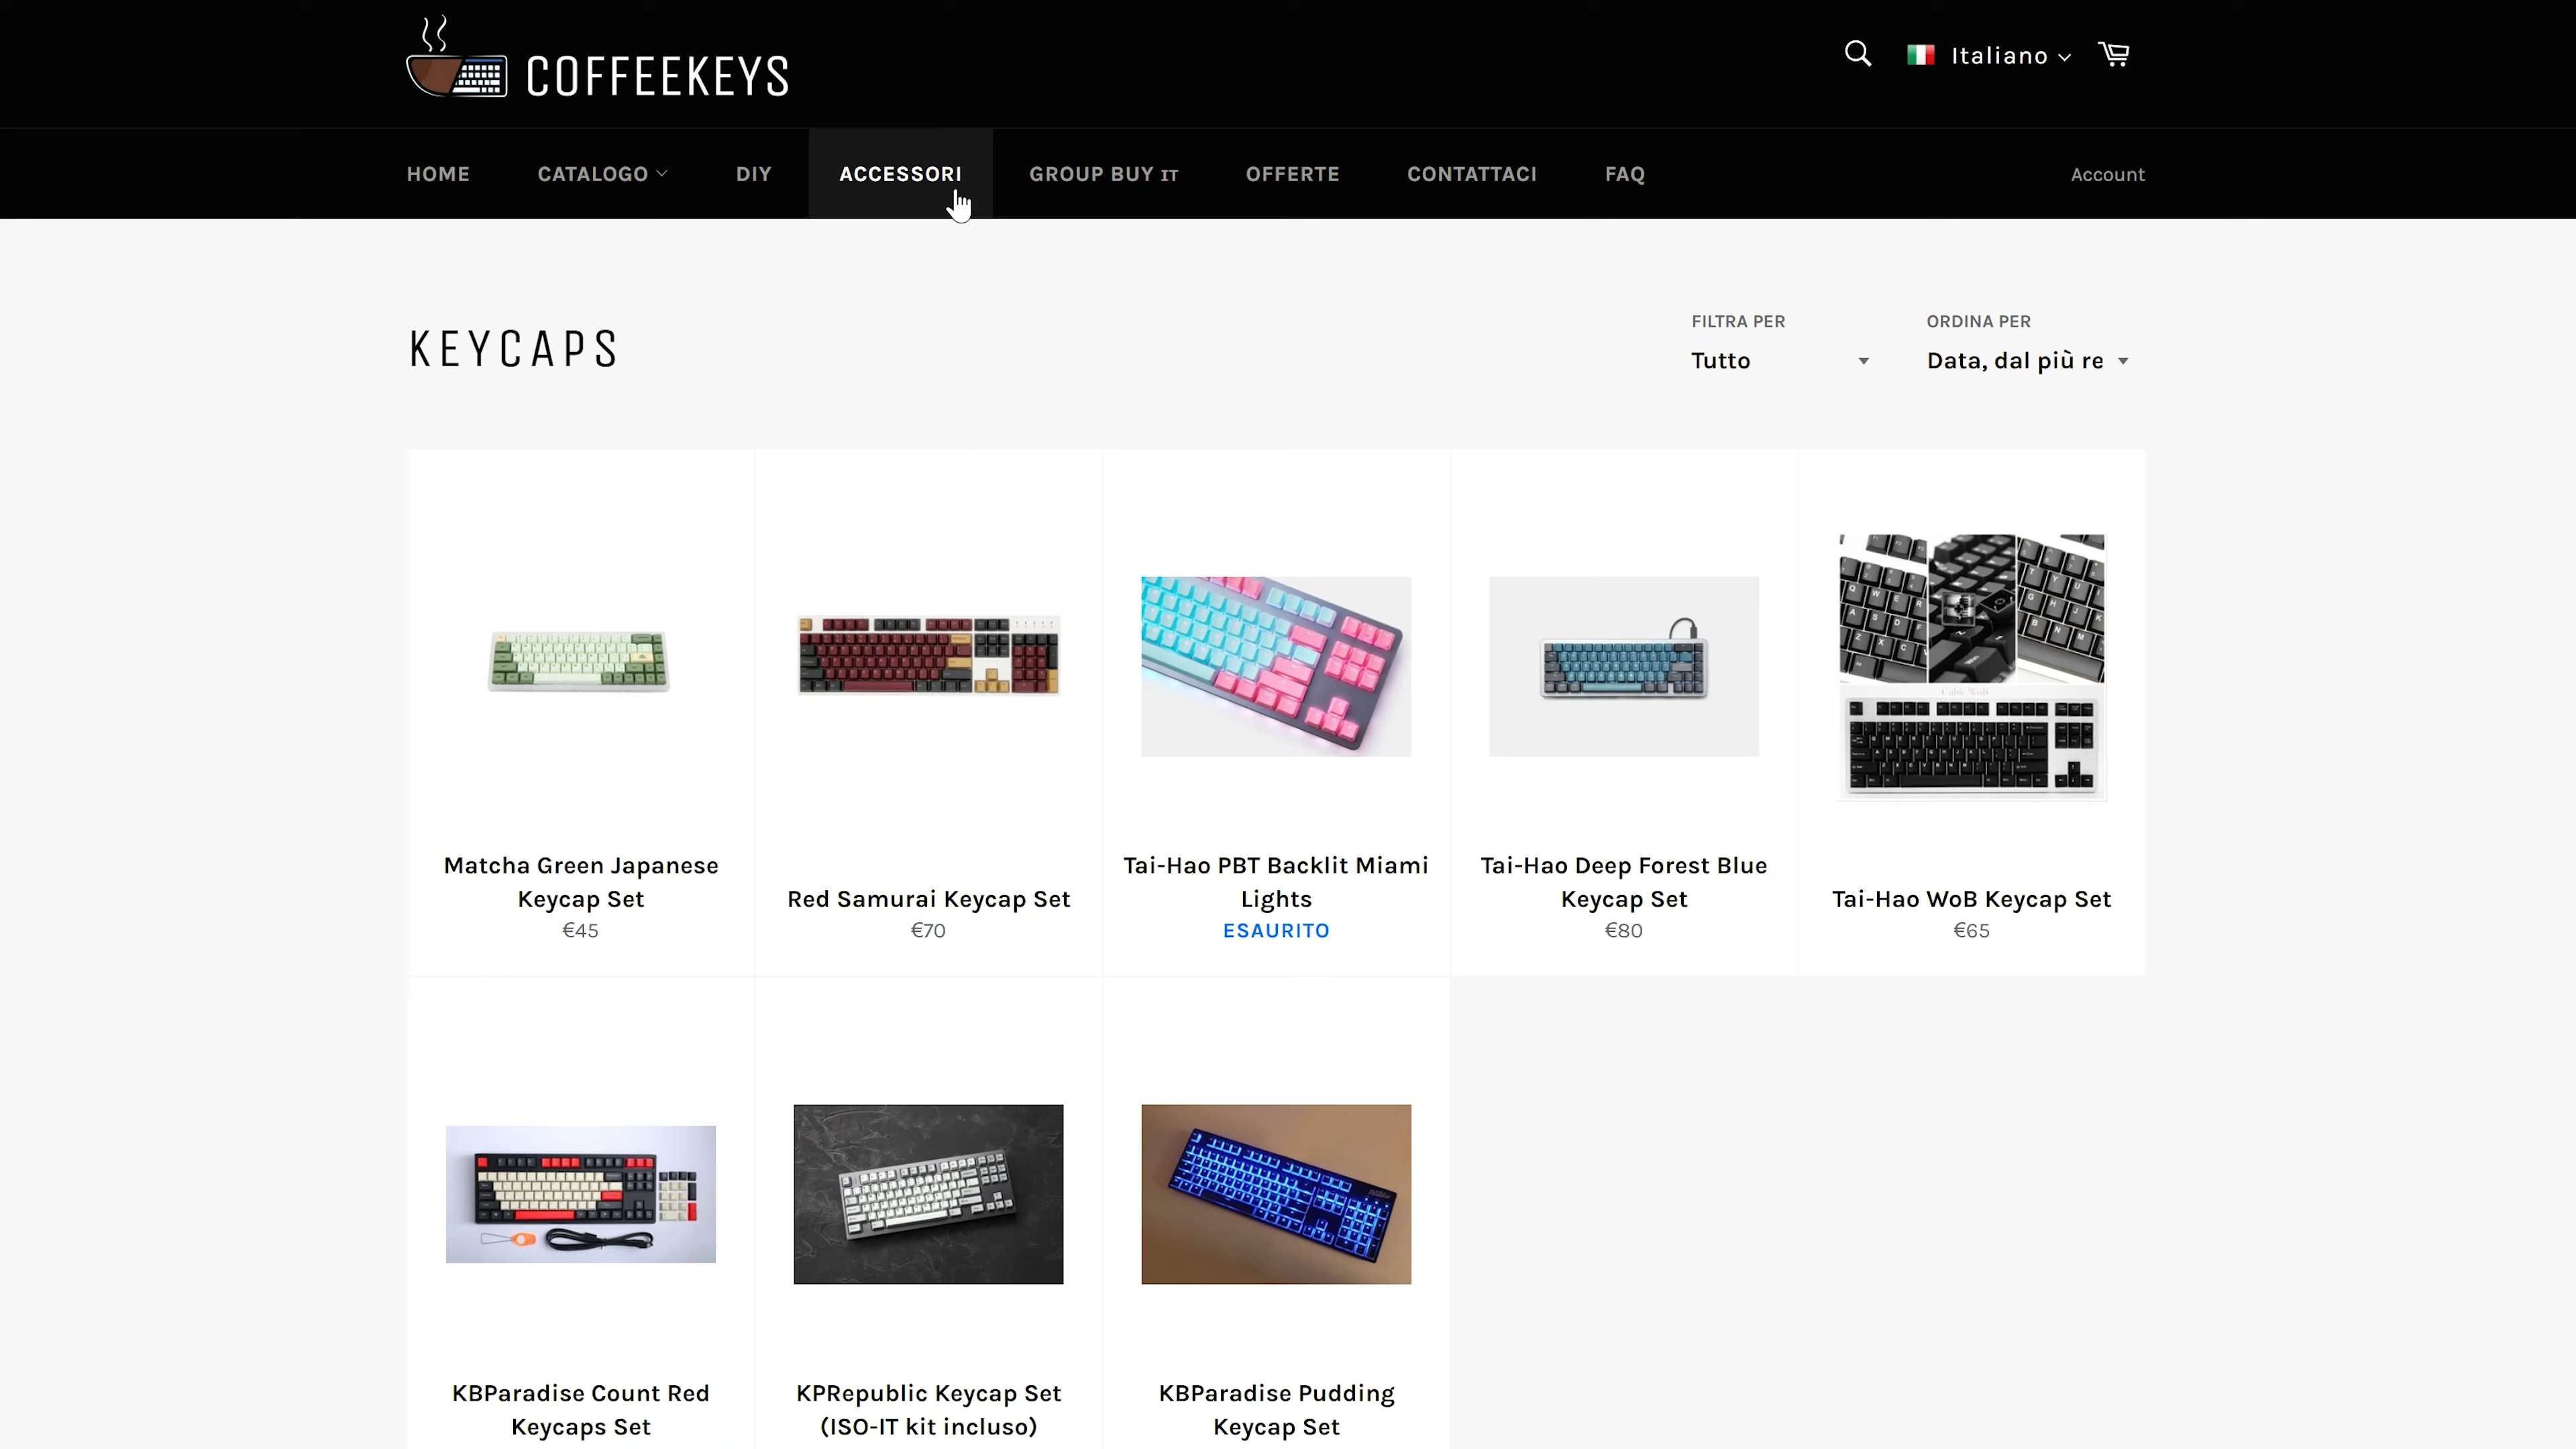 COFFEEKEYS
Italiano
HOME
CATALOGO
DIY
ACCESSORI
GROUP BUY IT
OFFERTE
CONTATTACI
FAQ
Account
KEYCAPS
FILTRA PER
Tutto
ORDINA PER
Data, dal più re
Matcha Green Japanese
Keycap Set
€45
Red Samurai Keycap Set
€70
Tai-Hao PBT Backlit Miami
Lights
ESAURITO
Tai-Hao Deep Forest Blue
Keycap Set
€80
Cubic WoB
Tai-Hao WoB Keycap Set
€65
KBParadise Count Red
Keycaps Set
KPRepublic Keycap Set
(ISO-IT kit incluso)
KBParadise Pudding
Keycap Set